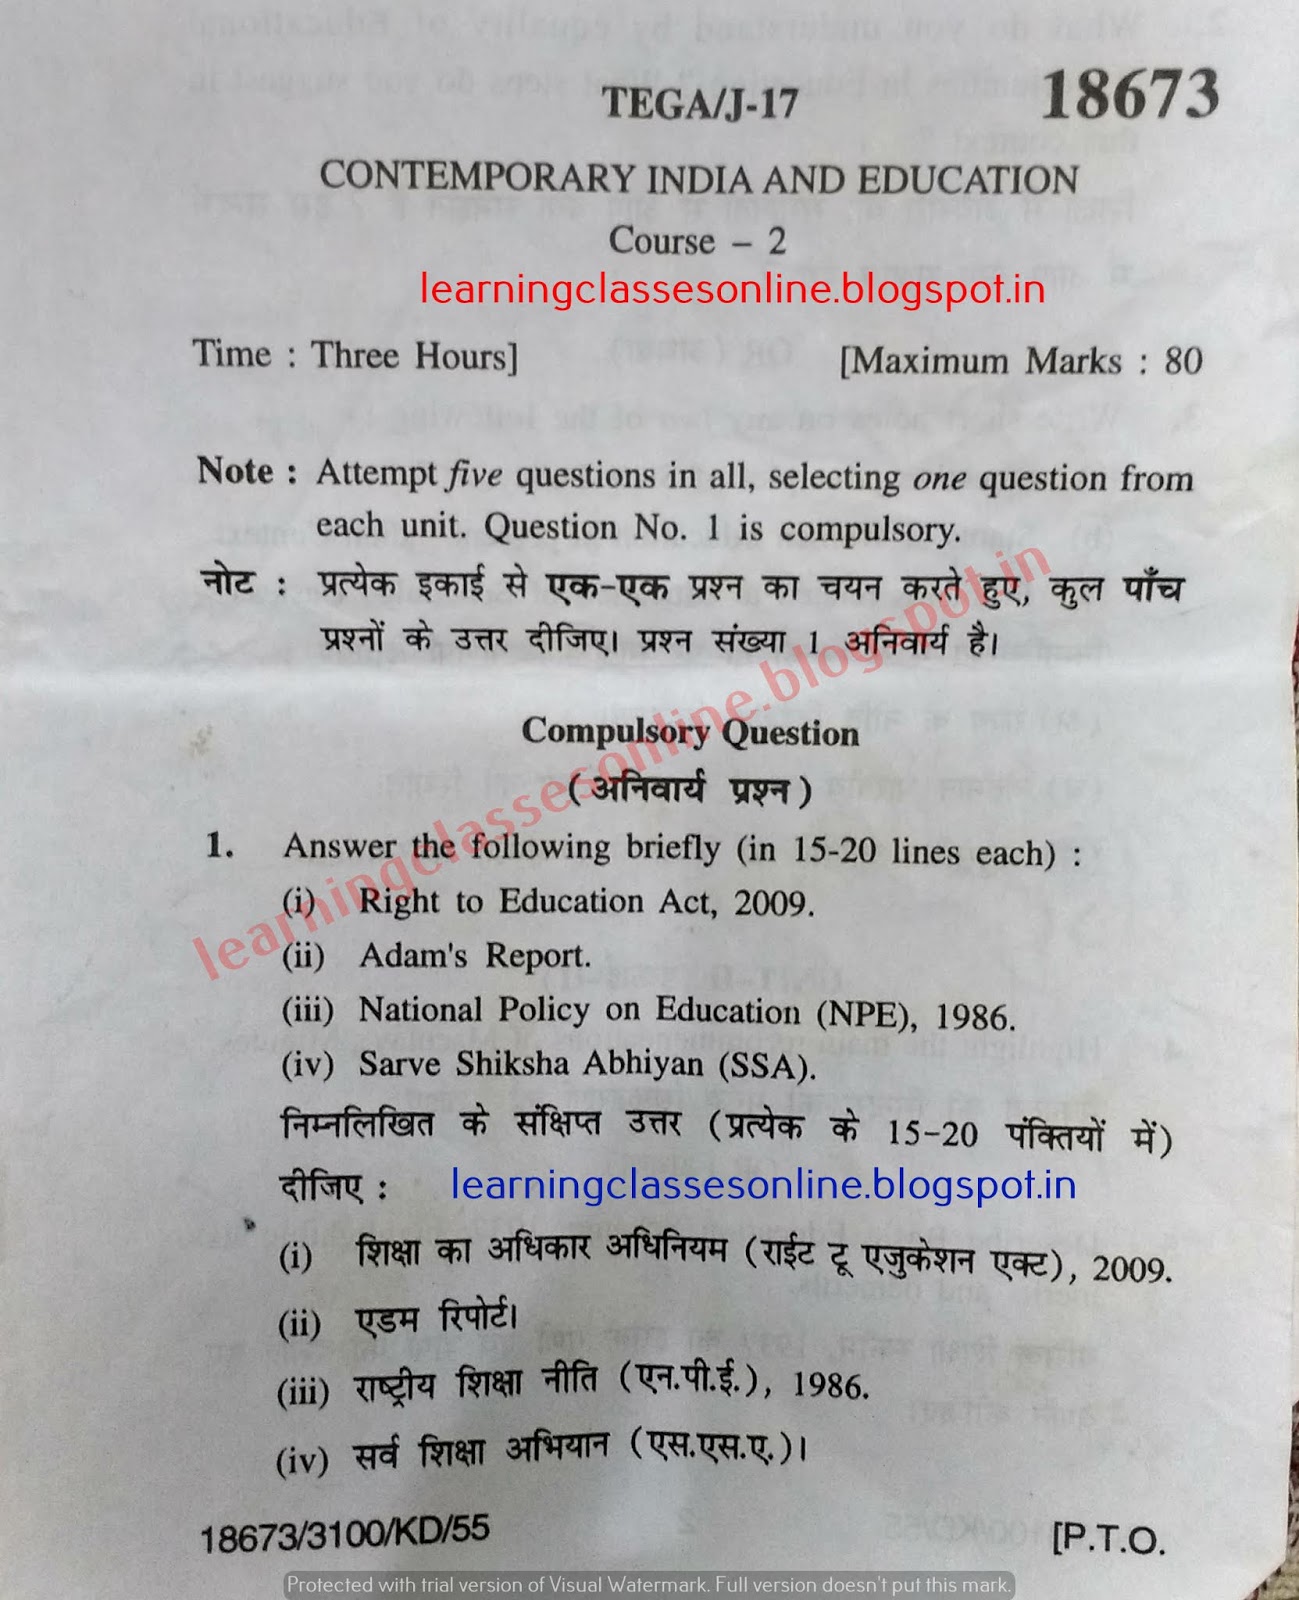 TEGA/J-17 18673
CONTEMPORARY INDIA AND EDUCATION
Course – 2
learningclassesonline.blogspot.in
Time : Three Hours] [Maximum Marks : 80
Note : Attempt five questions in all, selecting one question from
each unit. Question No. 1 is compulsory.
नोट : प्रत्येक इकाई से एक-एक प्रश्न का चयन करते हुए, कुल पाँच
प्रश्नों के उत्तर दीजिए। प्रश्न संख्या 1 अनिवार्य है।
learningclassesonline.blogspot.in
Compulsory Question
(अनिवार्य प्रश्न)
1. Answer the following briefly (in 15-20 lines each) :
(i) Right to Education Act, 2009.
(ii) Adam's Report.
(iii) National Policy on Education (NPE), 1986.
(iv) Sarve Shiksha Abhiyan (SSA).
निम्नलिखित के संक्षिप्त उत्तर (प्रत्येक के 15-20 पंक्तियों में)
दीजिए : learningclassesonline.blogspot.in
(i) शिक्षा का अधिकार अधिनियम (राईट टू एजुकेशन एक्ट), 2009.
(ii) एडम रिपोर्ट।
(iii) राष्ट्रीय शिक्षा नीति (एन.पी.ई.), 1986.
(iv) सर्व शिक्षा अभियान (एस.एस.ए.)।
18673/3100/KD/55 [P.T.O.
Protected with trial version of Visual Watermark. Full version doesn't put this mark.